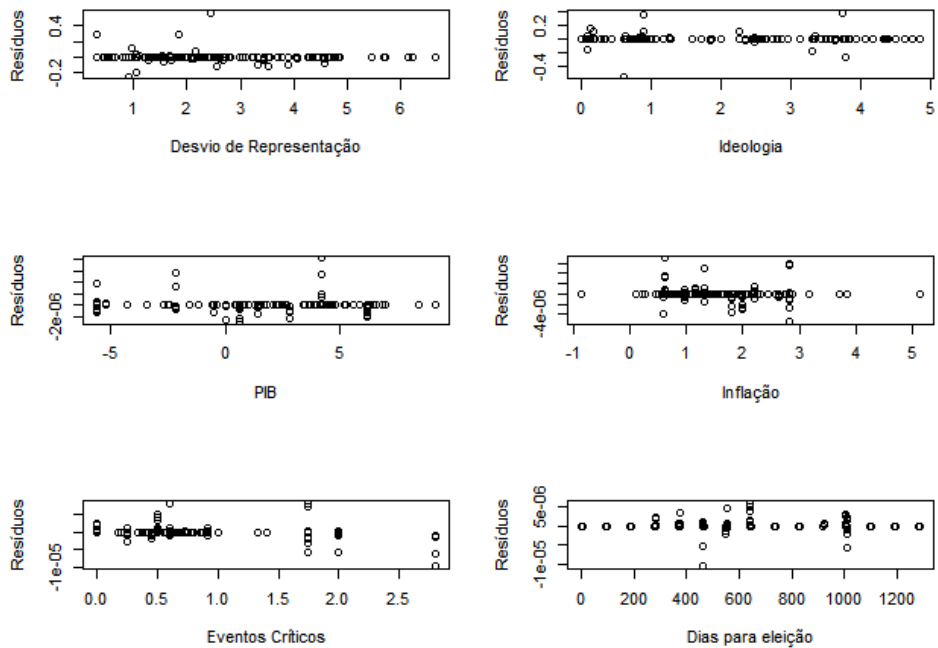 Resíduos
0.4
-0.2
1 2 3 4 5 6
Desvio de Representação
Resíduos
0.2
-0.4
0 1 2 3 4 5
Ideologia
Resíduos
-2e-06
-5 0 5
PIB
Resíduos
-4e-06
-1 0 1 2 3 4 5
Inflação
Resíduos
-1e-05
0.0 0.5 1.0 1.5 2.0 2.5
Eventos Críticos
Resíduos
5e-06
-1e-05
0 200 400 600 800 1000 1200
Dias para eleição